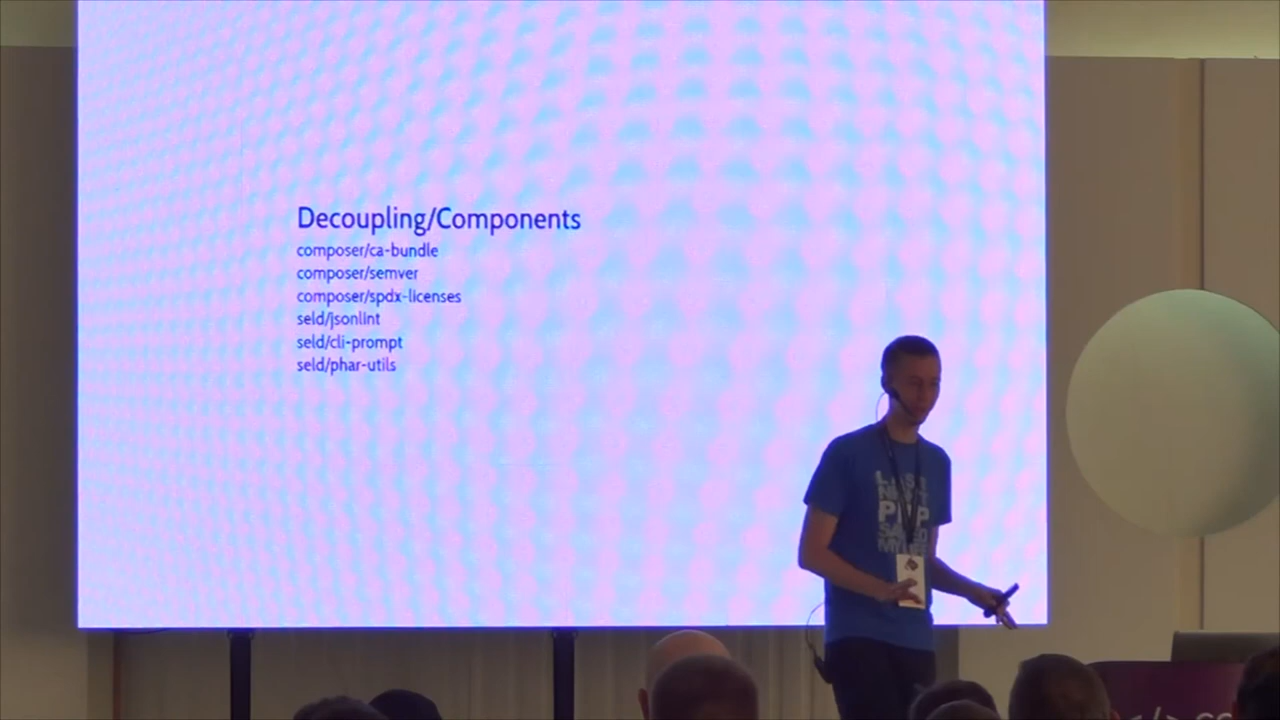 Decoupling/Components
composer/ca-bundle
composer/semver
composer/spdx-licenses
seld/jsonlint
seld/cli-prompt
seld/phar-utils